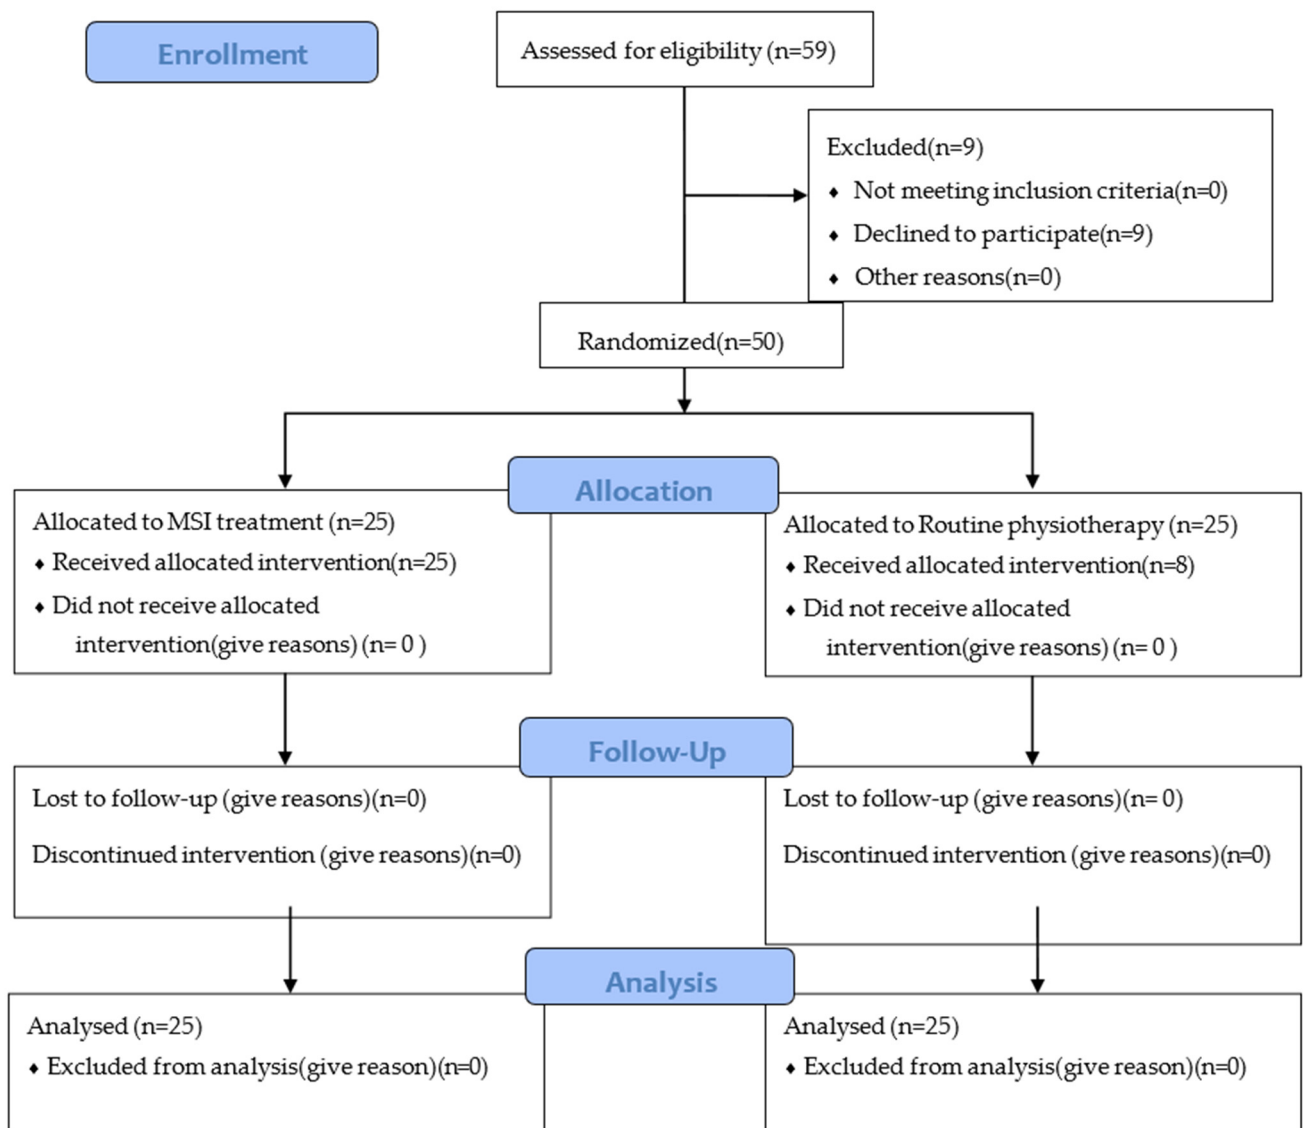 Enrollment
Assessed for eligibility (n=59)
Excluded(n=9)
♦ Not meeting inclusion criteria(n=0)
♦ Declined to participate(n=9)
♦ Other reasons(n=0)
Randomized(n=50)
Allocation
Allocated to MSI treatment (n=25)
♦ Received allocated intervention(n=25)
♦ Did not receive allocated
intervention(give reasons) (n= 0 )
Allocated to Routine physiotherapy (n=25)
♦ Received allocated intervention(n=8)
♦ Did not receive allocated
intervention(give reasons) (n= 0 )
Follow-Up
Lost to follow-up (give reasons)(n=0)
Discontinued intervention (give reasons)(n=0)
Lost to follow-up (give reasons)(n= 0)
Discontinued intervention (give reasons)(n=0)
Analysis
Analysed (n=25)
♦ Excluded from analysis(give reason)(n=0)
Analysed (n=25)
♦ Excluded from analysis(give reason)(n=0)